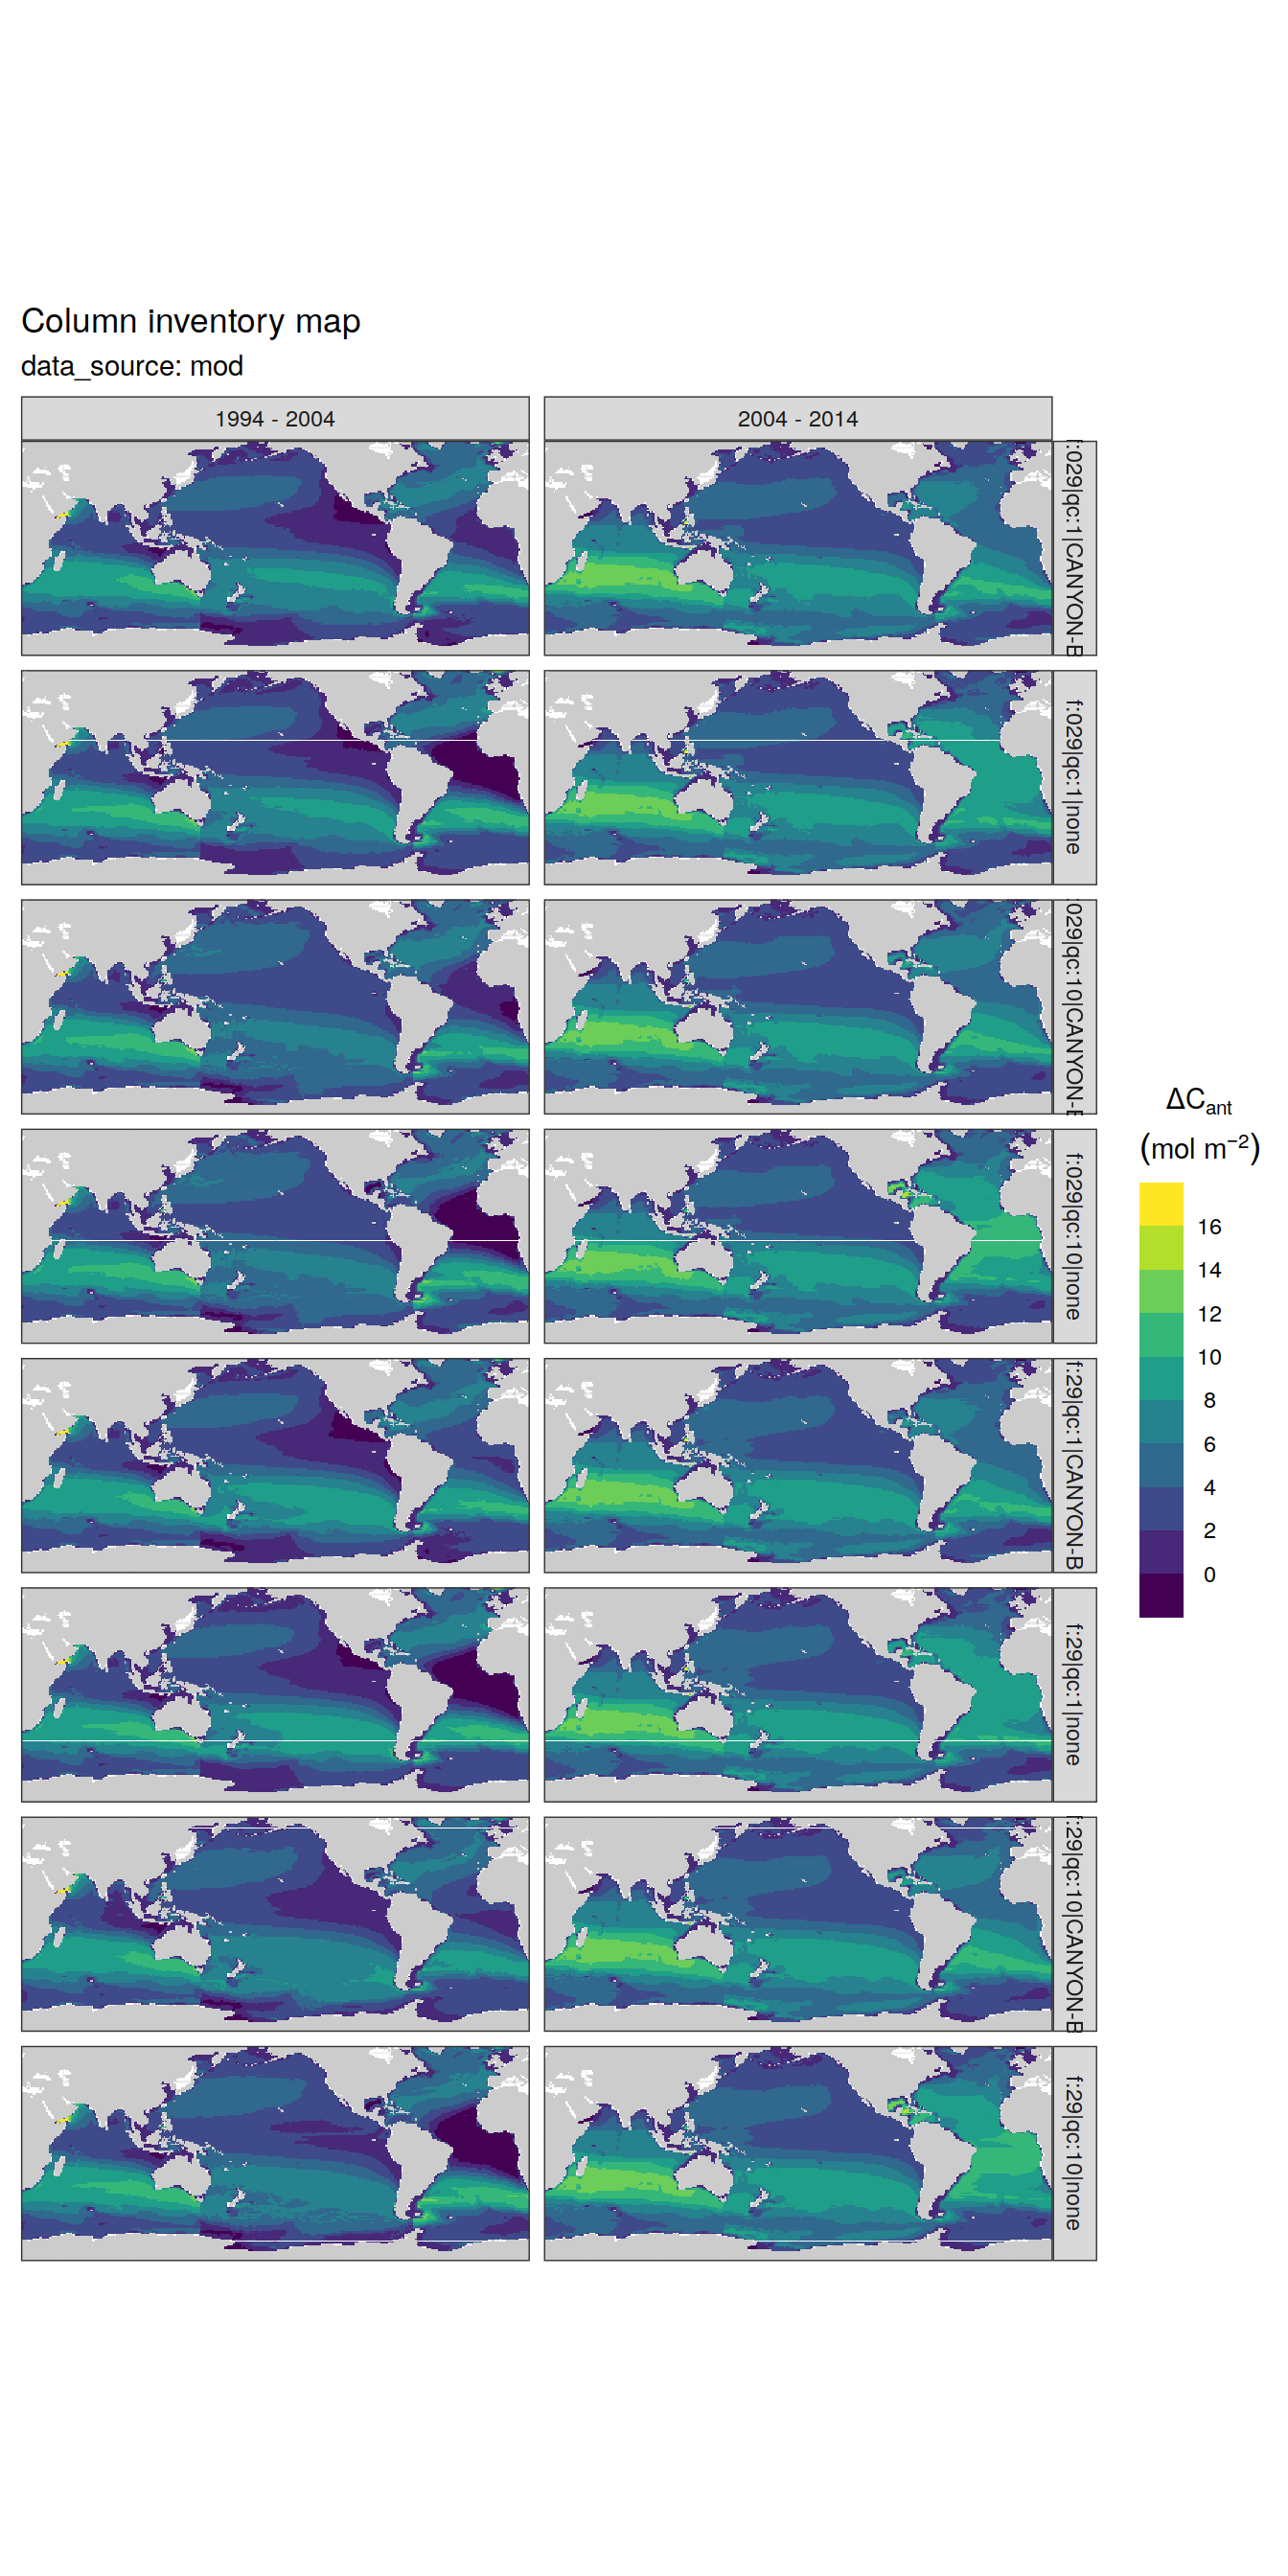 Column inventory map
data_source: mod
1994 - 2004
2004 - 2014
f:029|qc:1|CANYON-B
f:029|qc:1|none
029|qc:10|CANYON-B
f:029|qc:10|none
f:29|qc:1|CANYON-B
f:29|qc:1|none
f:29|qc:10|CANYON-B
f:29|qc:10|none
ΔCant
(mol m⁻²)
16
14
12
10
8
6
4
2
0